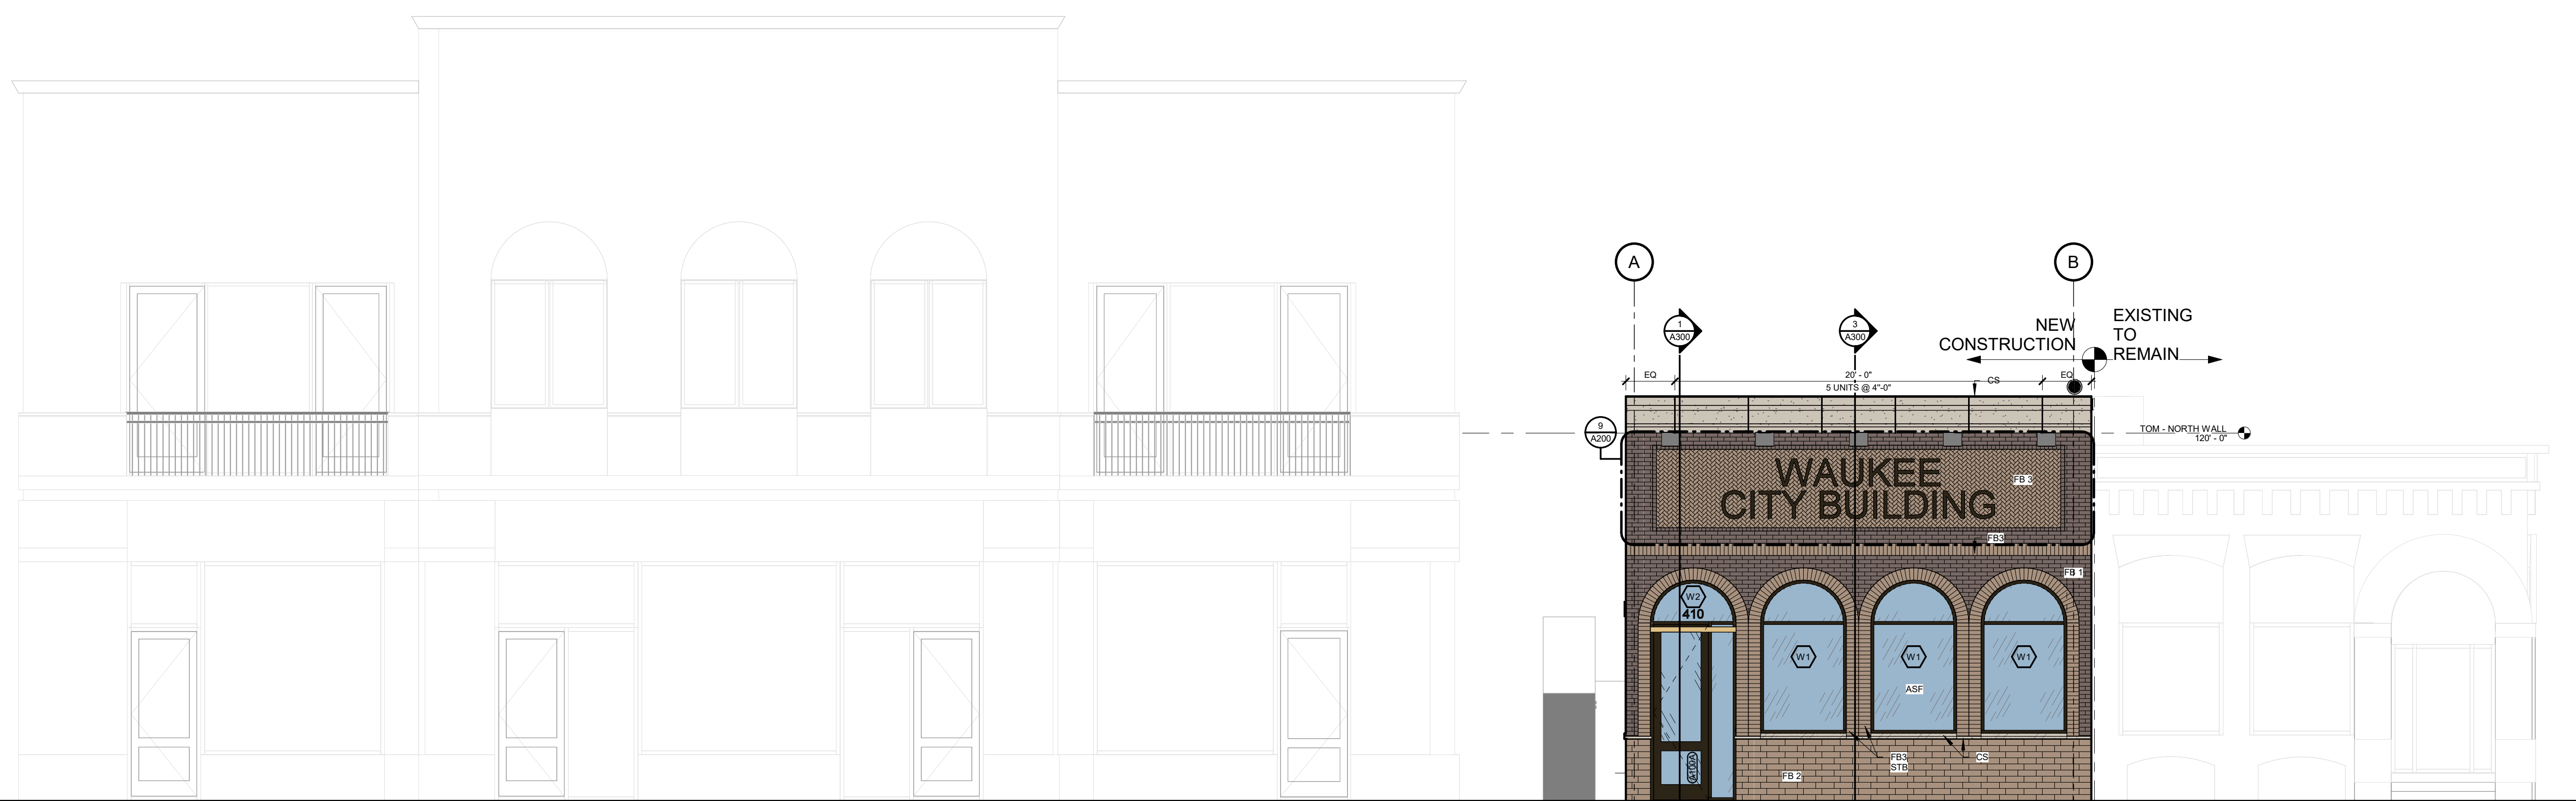 A
B
1
A300
3
A300
NEW
CONSTRUCTION
EXISTING
TO
REMAIN
EQ
20' - 0"
5 UNITS @ 4"-0"
EQ
CS
9
A200
TOM - NORTH WALL
120' - 0"
WAUKEE
CITY BUILDING
FB 3
FB3
FB 1
W2
410
W1
W1
W1
ASF
A100A
FB 2
FB3
STB
CS